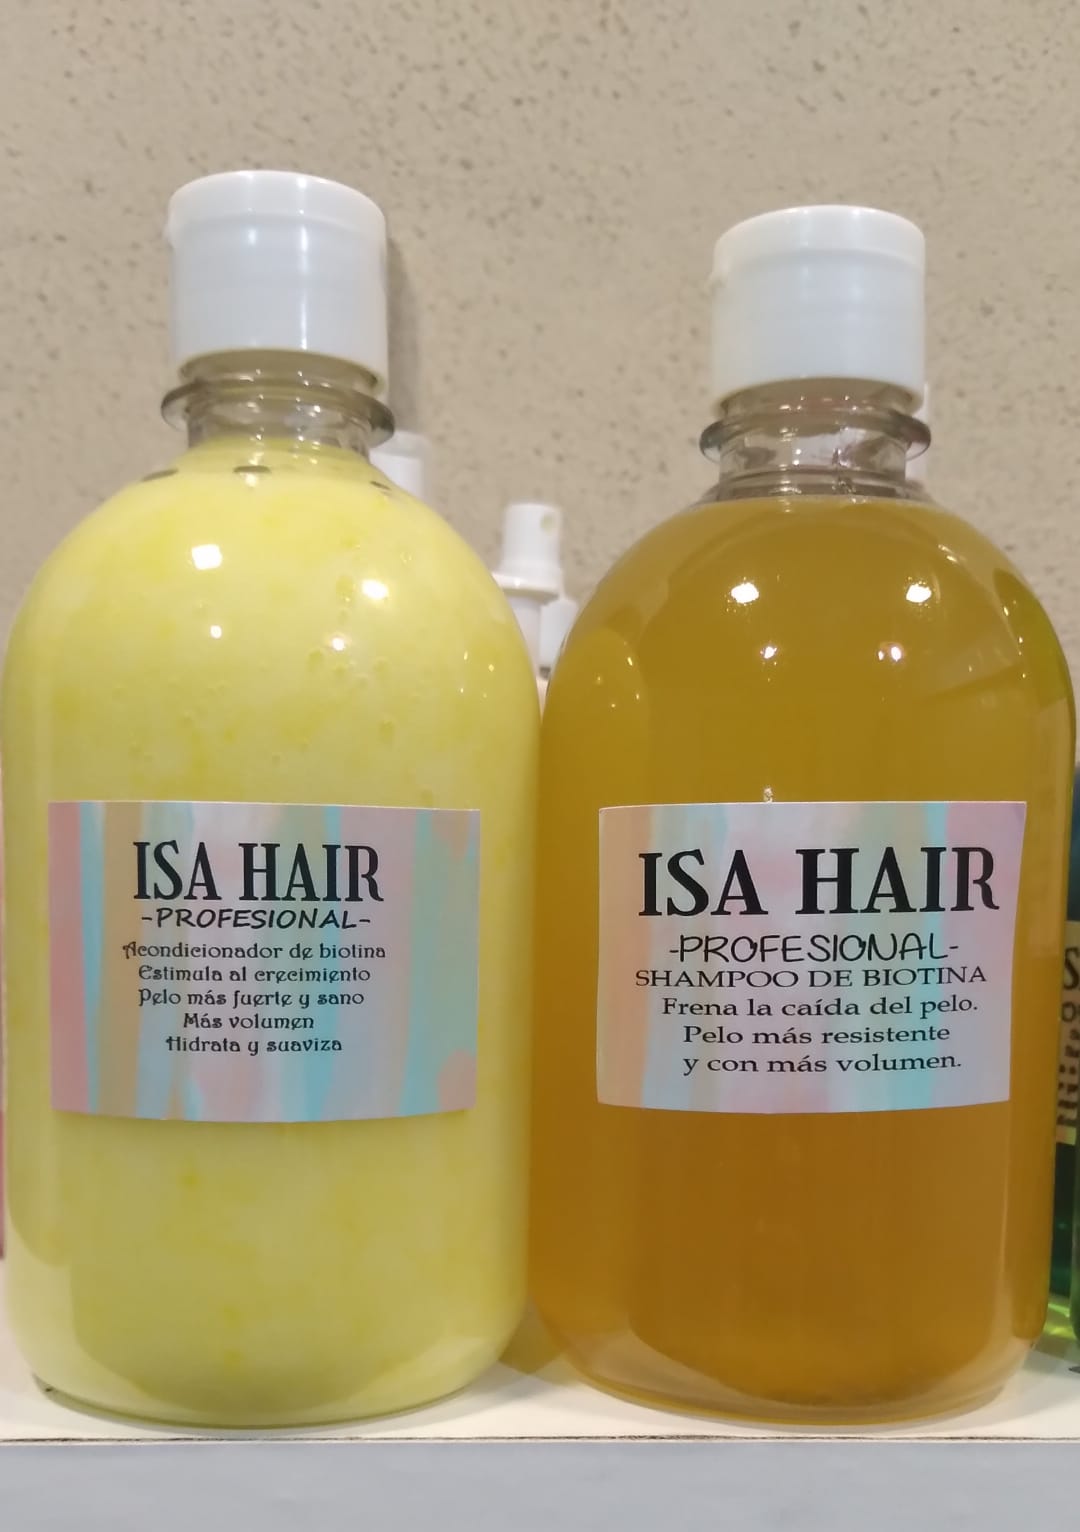 ISA HAIR
-PROFESIONAL-
Acondicionador de biotina
Estimula al crecimiento
Pelo más fuerte y sano
Más volumen
Hidrata y suaviza
ISA HAIR
-PROFESIONAL-
SHAMPOO DE BIOTINA
Frena la caída del pelo.
Pelo más resistente
y con más volumen.